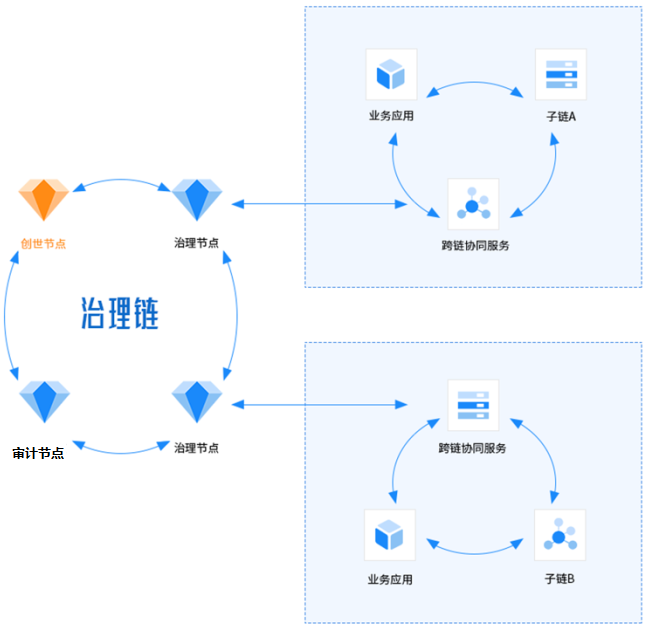 业务应用
子链A
跨链协同服务
创世节点
治理节点
治理链
审计节点
治理节点
跨链协同服务
业务应用
子链B